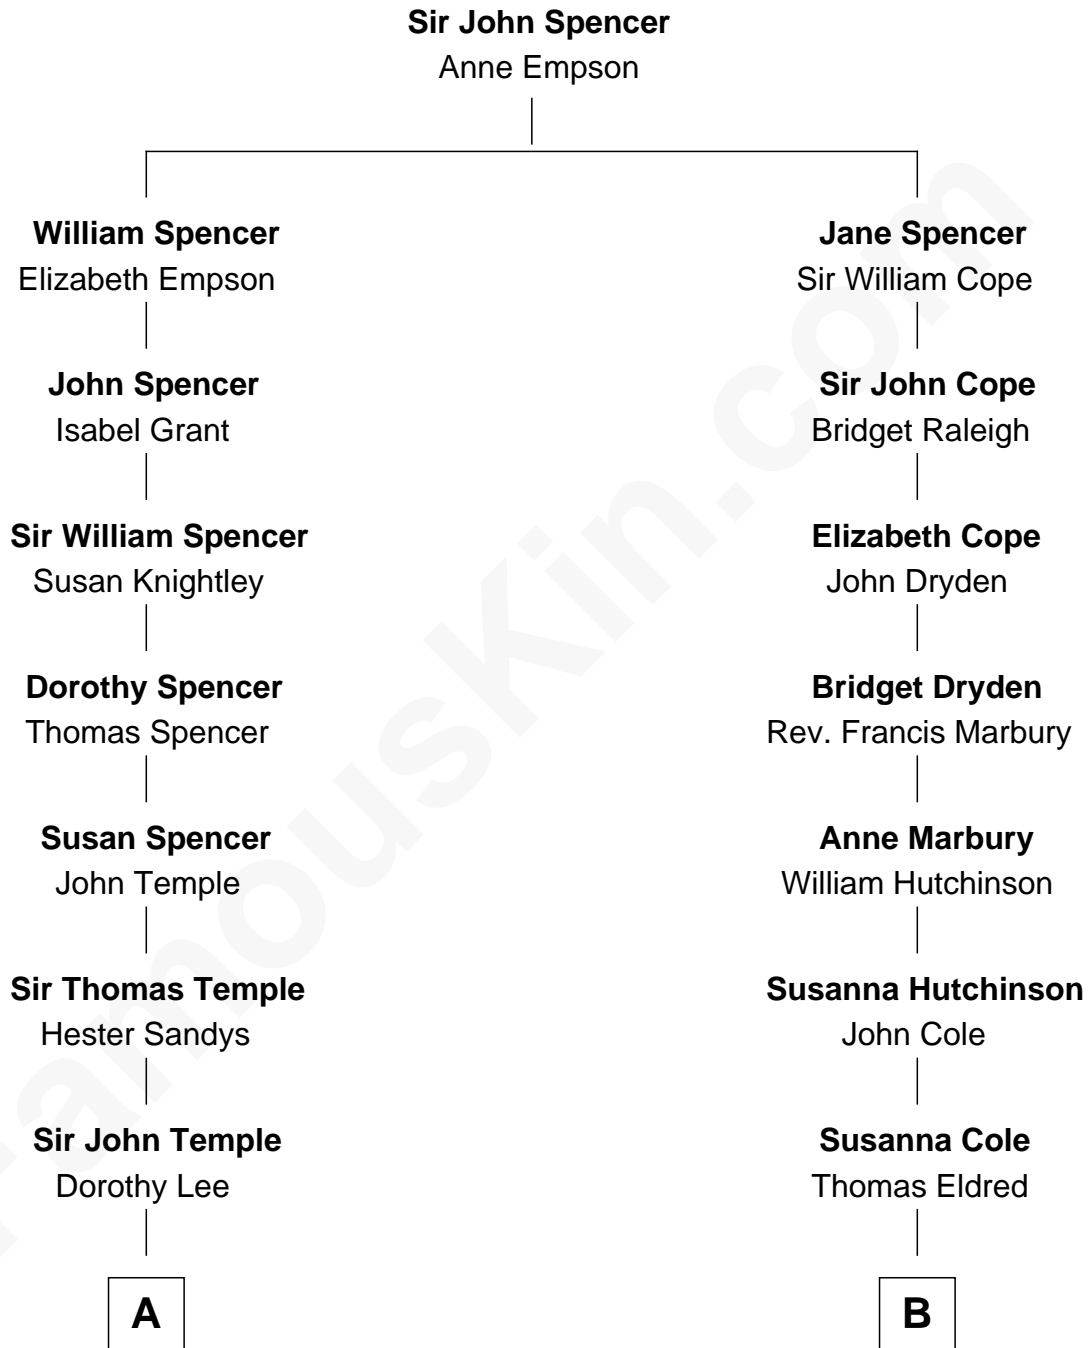 Sir John Spencer
Anne Empson
William Spencer
Elizabeth Empson
Jane Spencer
Sir William Cope
John Spencer
Isabel Grant
Sir John Cope
Bridget Raleigh
Sir William Spencer
Susan Knightley
Elizabeth Cope
John Dryden
Dorothy Spencer
Thomas Spencer
Bridget Dryden
Rev. Francis Marbury
Susan Spencer
John Temple
Anne Marbury
William Hutchinson
Sir Thomas Temple
Hester Sandys
Susanna Hutchinson
John Cole
Sir John Temple
Dorothy Lee
Susanna Cole
Thomas Eldred
A
B
FamousKin.com